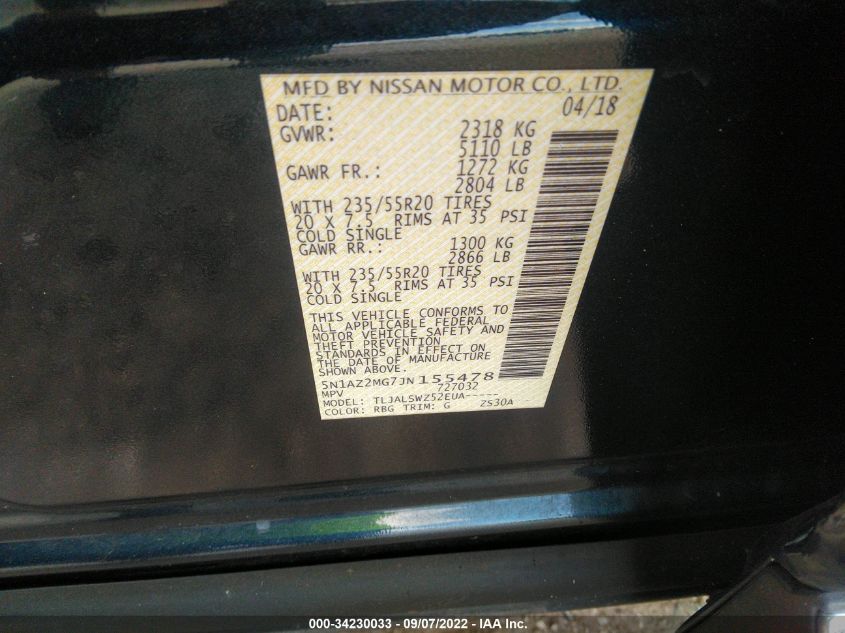 MFD BY NISSAN MOTOR CO., LTD.
DATE: 04/18
GVWR: 2318 KG
5110 LB
GAWR FR.: 1272 KG
2804 LB
WITH 235/55R20 TIRES
20 X 7.5 RIMS AT 35 PSI
COLD SINGLE
GAWR RR.: 1300 KG
2866 LB
WITH 235/55R20 TIRES
20 X 7.5 RIMS AT 35 PSI
COLD SINGLE
THIS VEHICLE CONFORMS TO
ALL APPLICABLE FEDERAL
MOTOR VEHICLE SAFETY AND
THEFT PREVENTION
STANDARDS IN EFFECT ON
THE DATE OF MANUFACTURE
SHOWN ABOVE.
5N1AZ2MG7JN155478
MPV 727032
MODEL: TLJALSWZ52EUA-----
COLOR: RBG TRIM: G ZS30A
000-34230033 - 09/07/2022 - IAA Inc.